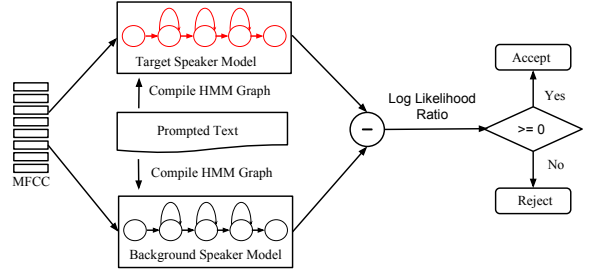 Target Speaker Model
Compile HMM Graph
Prompted Text
Compile HMM Graph
Background Speaker Model
MFCC
−
Log Likelihood
Ratio
>= 0
Accept
Yes
No
Reject